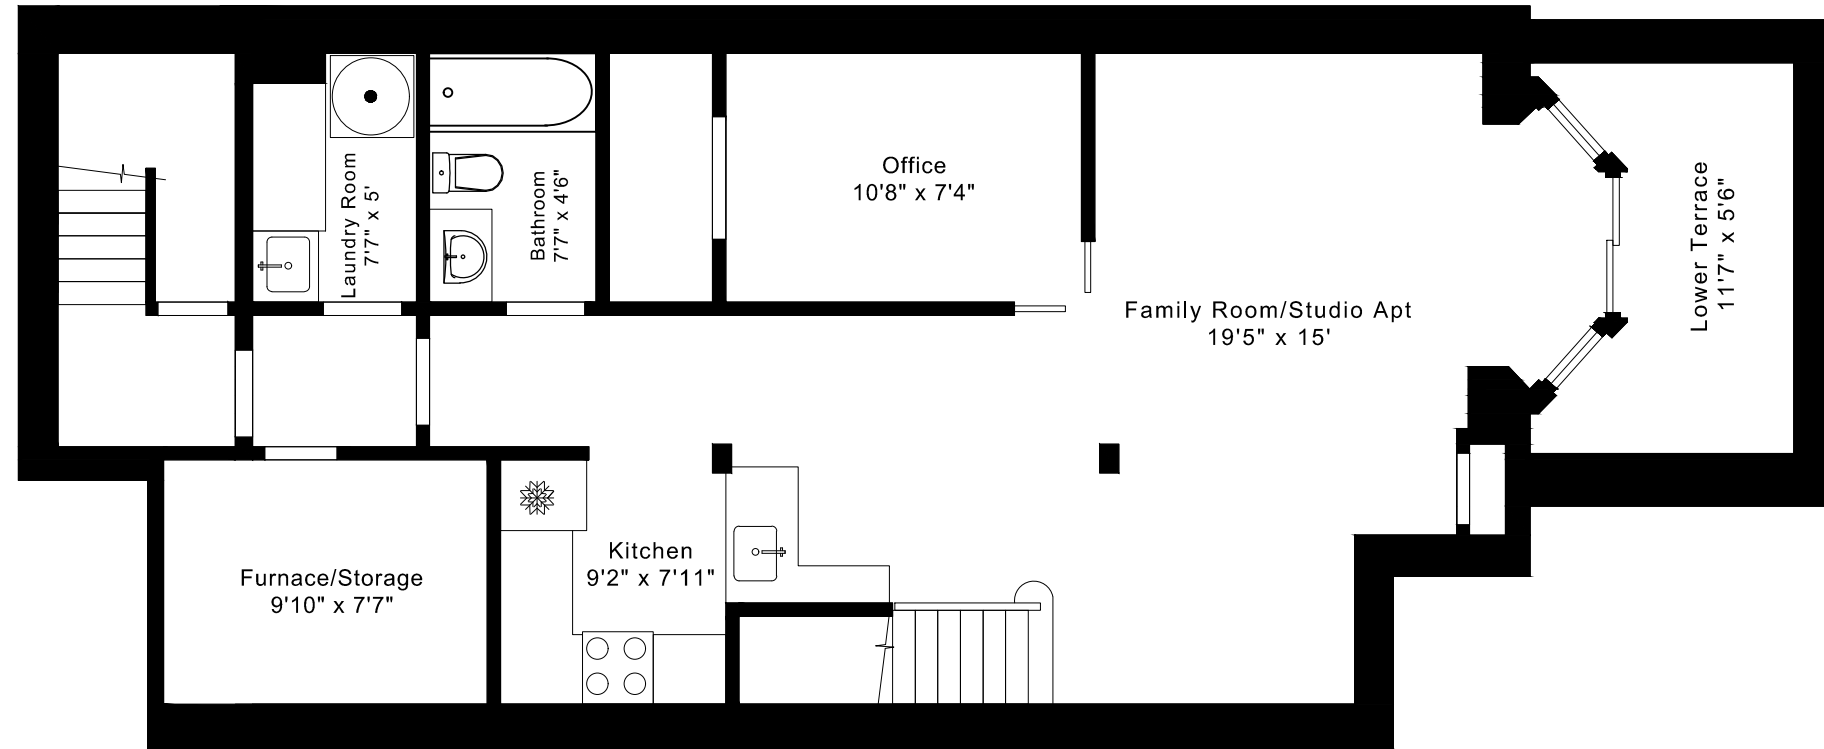 Laundry Room
7'7" x 5'
Bathroom
7'7" x 4'6"
Office
10'8" x 7'4"
Family Room/Studio Apt
19'5" x 15'
Lower Terrace
11'7" x 5'6"
Kitchen
9'2" x 7'11"
Furnace/Storage
9'10" x 7'7"